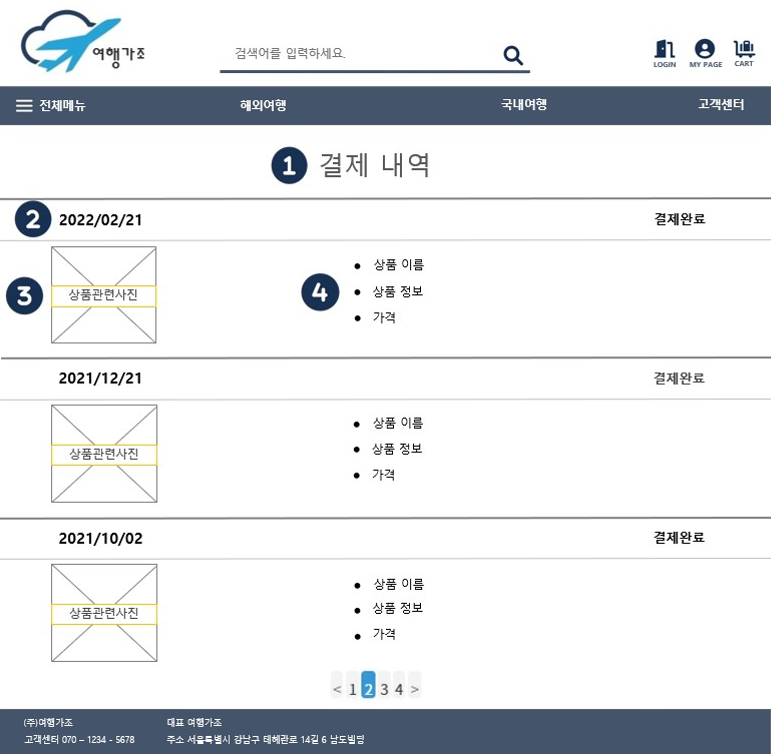 여행가조
검색어를 입력하세요.
LOGIN MY PAGE CART
전체메뉴 해외여행 국내여행 고객센터
1 결제 내역
2 2022/02/21 결제완료
3 상품관련사진
4 • 상품 이름
• 상품 정보
• 가격
2021/12/21 결제완료
상품관련사진
• 상품 이름
• 상품 정보
• 가격
2021/10/02 결제완료
상품관련사진
• 상품 이름
• 상품 정보
• 가격
< 1 2 3 4 >
(주)여행가조 대표 여행가조
고객센터 070 – 1234 - 5678 주소 서울특별시 강남구 테헤란로 14길 6 남도빌딩